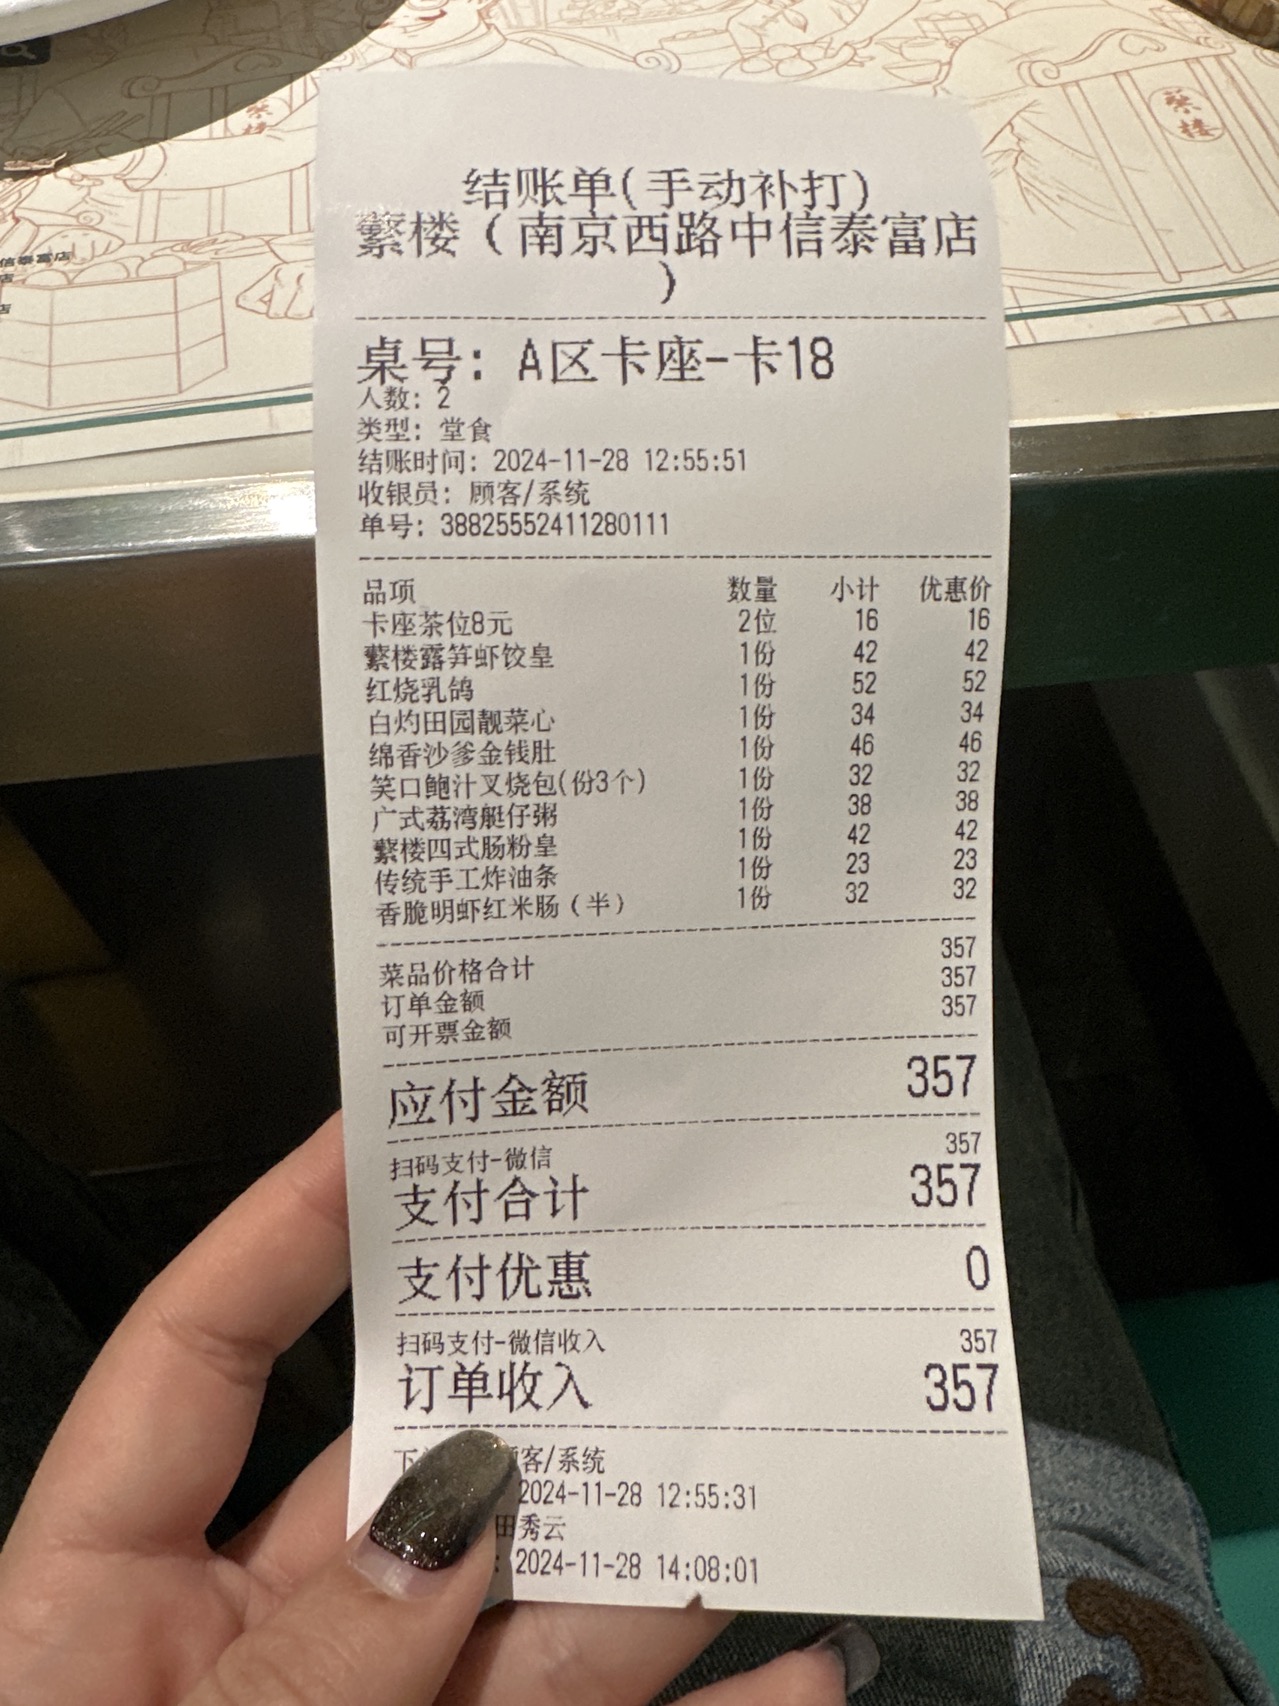 蘩楼
信泰富店
店
店
蘩楼
结账单(手动补打)
蘩楼（南京西路中信泰富店
）
桌号: A区卡座-卡18
人数: 2
类型: 堂食
结账时间: 2024-11-28 12:55:51
收银员: 顾客/系统
单号: 38825552411280111
品项 数量 小计 优惠价
卡座茶位8元 2位 16 16
蘩楼露笋虾饺皇 1份 42 42
红烧乳鸽 1份 52 52
白灼田园靓菜心 1份 34 34
绵香沙爹金钱肚 1份 46 46
笑口鲍汁叉烧包(份3个) 1份 32 32
广式荔湾艇仔粥 1份 38 38
蘩楼四式肠粉皇 1份 42 42
传统手工炸油条 1份 23 23
香脆明虾红米肠（半） 1份 32 32
菜品价格合计 357
订单金额 357
可开票金额 357
应付金额 357
扫码支付-微信 357
支付合计 357
支付优惠 0
扫码支付-微信收入 357
订单收入 357
下 客/系统
2024-11-28 12:55:31
田秀云
: 2024-11-28 14:08:01